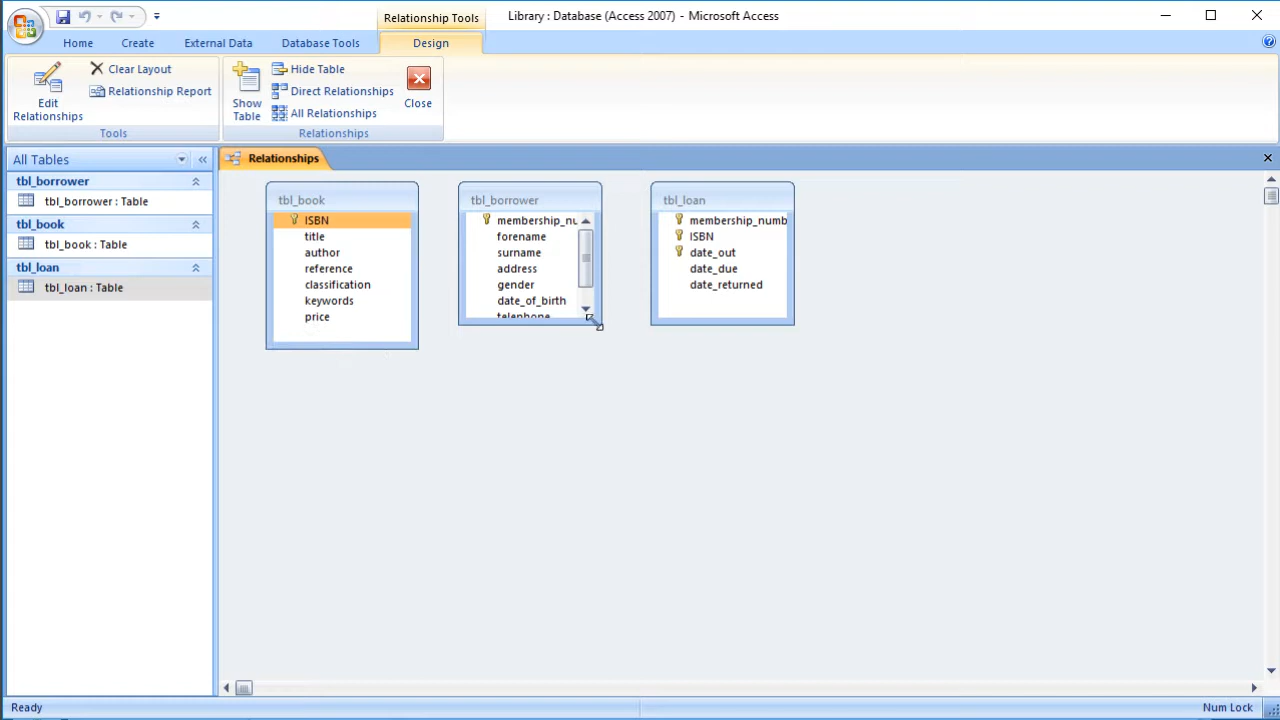 Relationship Tools
Library : Database (Access 2007) - Microsoft Access
Home Create External Data Database Tools Design
Edit Relationships
Clear Layout
Relationship Report
Tools
Show Table
Hide Table
Direct Relationships
All Relationships
Close
Relationships
All Tables
tbl_borrower
tbl_borrower : Table
tbl_book
tbl_book : Table
tbl_loan
tbl_loan : Table
Relationships
tbl_book
ISBN
title
author
reference
classification
keywords
price
tbl_borrower
membership_nu
forename
surname
address
gender
date_of_birth
telephone
tbl_loan
membership_numb
ISBN
date_out
date_due
date_returned
Ready
Num Lock